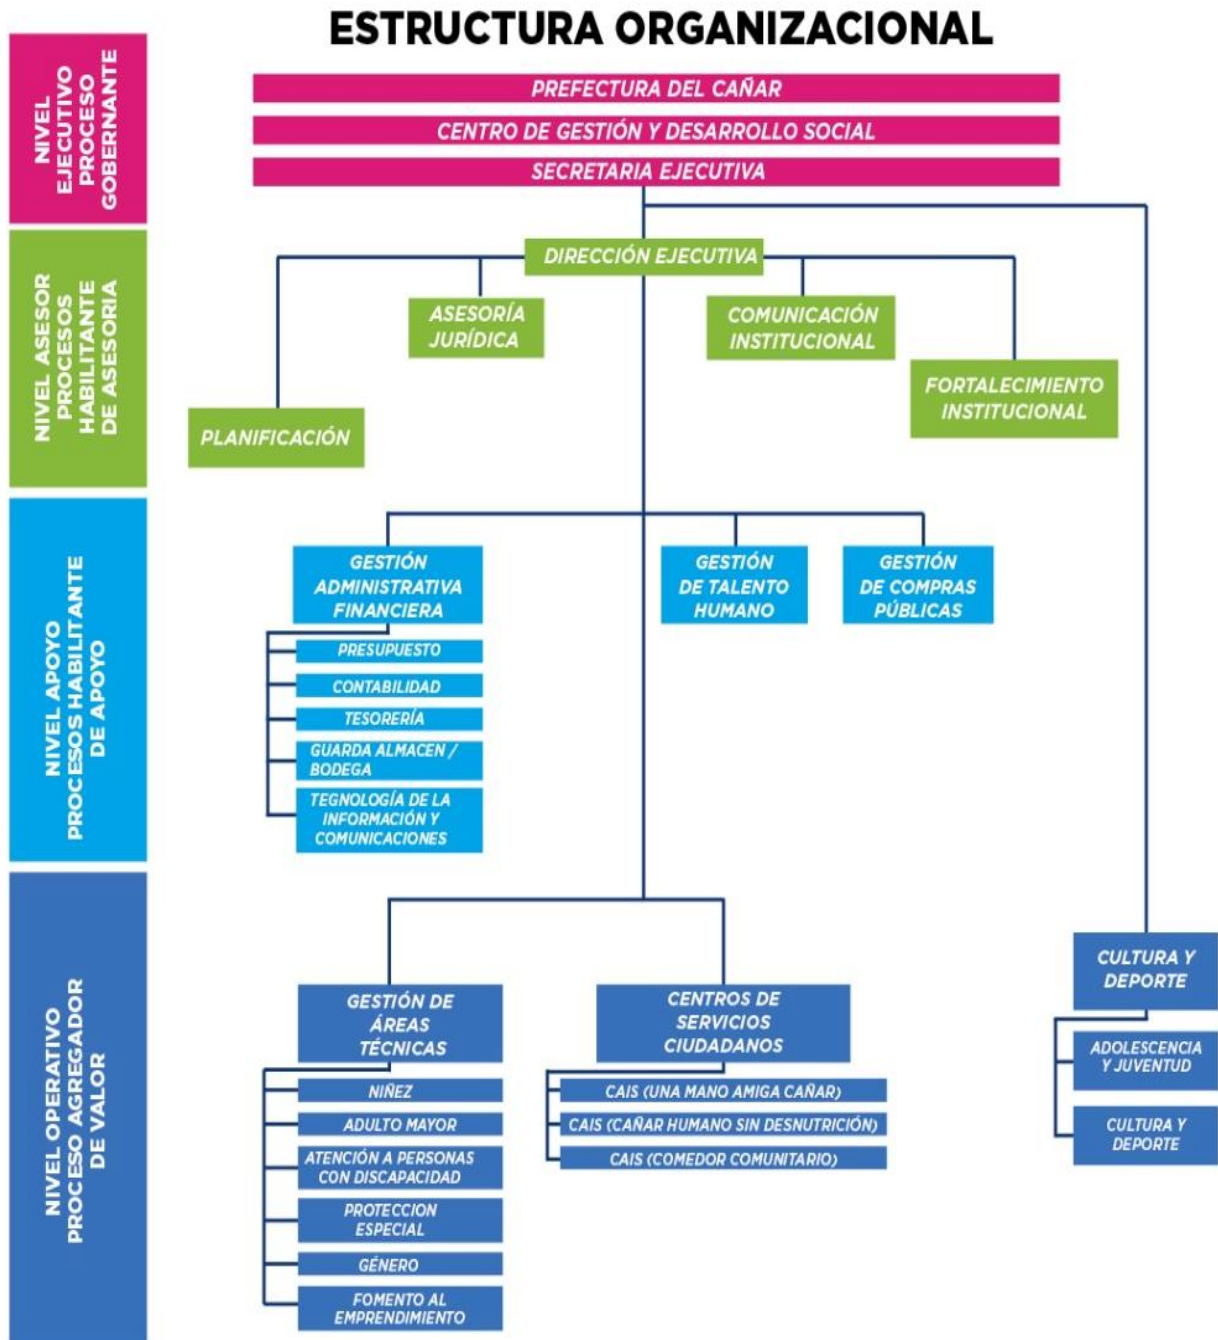 ESTRUCTURA ORGANIZACIONAL
NIVEL
EJECUTIVO
PROCESO
GOBERNANTE
PREFECTURA DEL CAÑAR
CENTRO DE GESTIÓN Y DESARROLLO SOCIAL
SECRETARIA EJECUTIVA
NIVEL ASESOR
PROCESOS
HABILITANTE
DE ASESORIA
DIRECCIÓN EJECUTIVA
ASESORÍA
JURÍDICA
COMUNICACIÓN
INSTITUCIONAL
FORTALECIMIENTO
INSTITUCIONAL
PLANIFICACIÓN
NIVEL APOYO
PROCESOS HABILITANTE
DE APOYO
GESTIÓN
ADMINISTRATIVA
FINANCIERA
PRESUPUESTO
CONTABILIDAD
TESORERÍA
GUARDA ALMACEN /
BODEGA
TEGNOLOGÍA DE LA
INFORMACIÓN Y
COMUNICACIONES
GESTIÓN
DE TALENTO
HUMANO
GESTIÓN
DE COMPRAS
PÚBLICAS
NIVEL OPERATIVO
PROCESO AGREGADOR
DE VALOR
GESTIÓN DE
ÁREAS
TÉCNICAS
NIÑEZ
ADULTO MAYOR
ATENCIÓN A PERSONAS
CON DISCAPACIDAD
PROTECCION
ESPECIAL
GÉNERO
FOMENTO AL
EMPRENDIMIENTO
CENTROS DE
SERVICIOS
CIUDADANOS
CAIS (UNA MANO AMIGA CAÑAR)
CAIS (CAÑAR HUMANO SIN DESNUTRICIÓN)
CAIS (COMEDOR COMUNITARIO)
CULTURA Y
DEPORTE
ADOLESCENCIA
Y JUVENTUD
CULTURA Y
DEPORTE